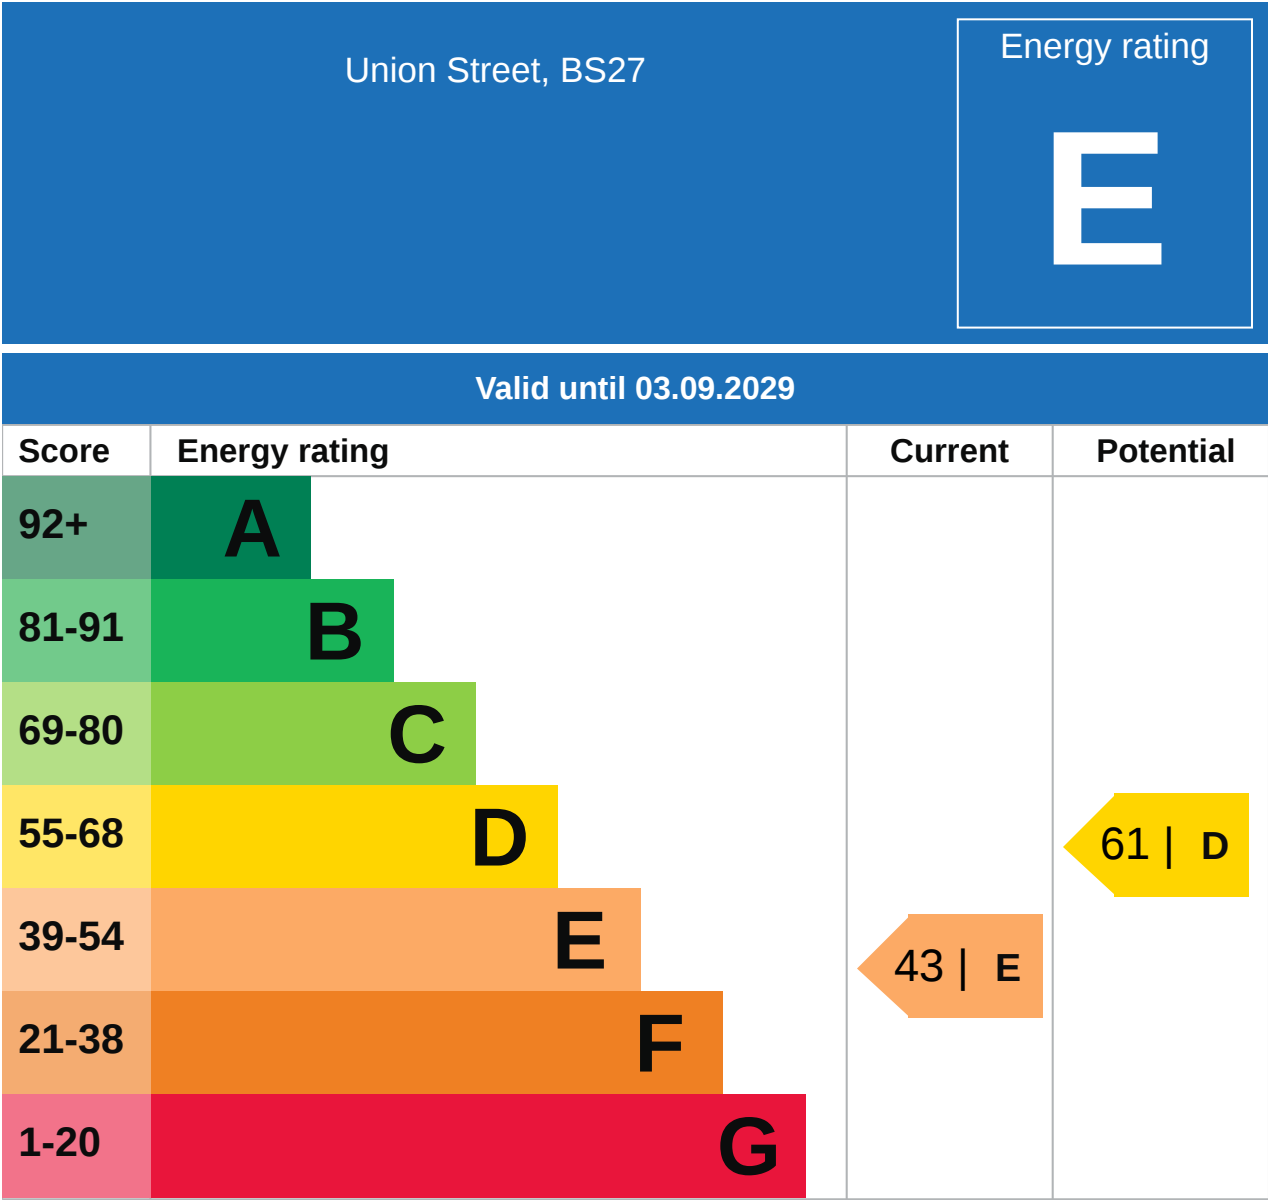 Union Street, BS27
Energy rating
E
Valid until 03.09.2029
Score Energy rating Current Potential
92+ A
81-91 B
69-80 C
55-68 D
61 | D
39-54 E
43 | E
21-38 F
1-20 G